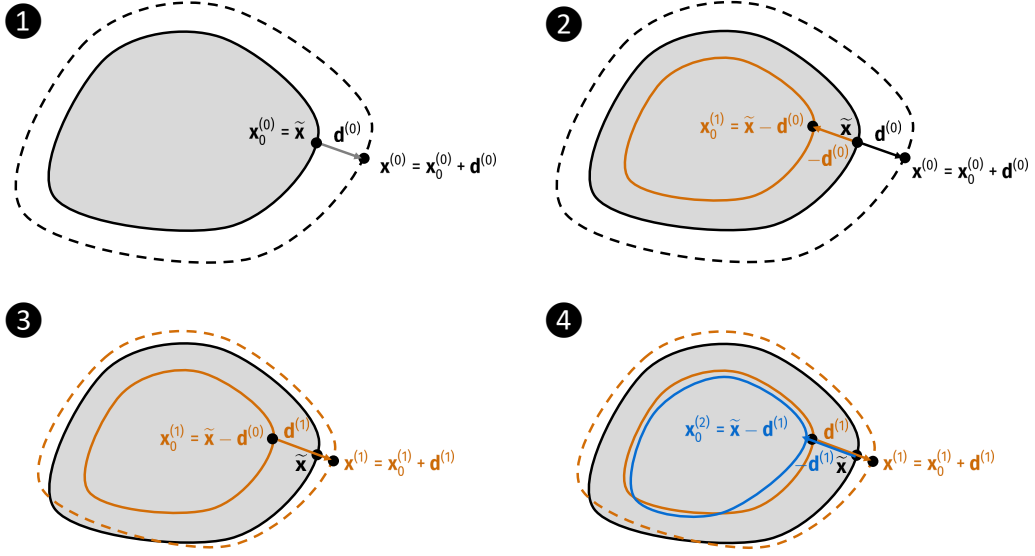 1
x₀⁽⁰⁾ = x̃
d⁽⁰⁾
x⁽⁰⁾ = x₀⁽⁰⁾ + d⁽⁰⁾
2
x₀⁽¹⁾ = x̃ − d⁽⁰⁾
x̃
d⁽⁰⁾
−d⁽⁰⁾
x⁽⁰⁾ = x₀⁽⁰⁾ + d⁽⁰⁾
3
x₀⁽¹⁾ = x̃ − d⁽⁰⁾
d⁽¹⁾
x̃
x⁽¹⁾ = x₀⁽¹⁾ + d⁽¹⁾
4
x₀⁽²⁾ = x̃ − d⁽¹⁾
d⁽¹⁾
−d⁽¹⁾
x̃
x⁽¹⁾ = x₀⁽¹⁾ + d⁽¹⁾